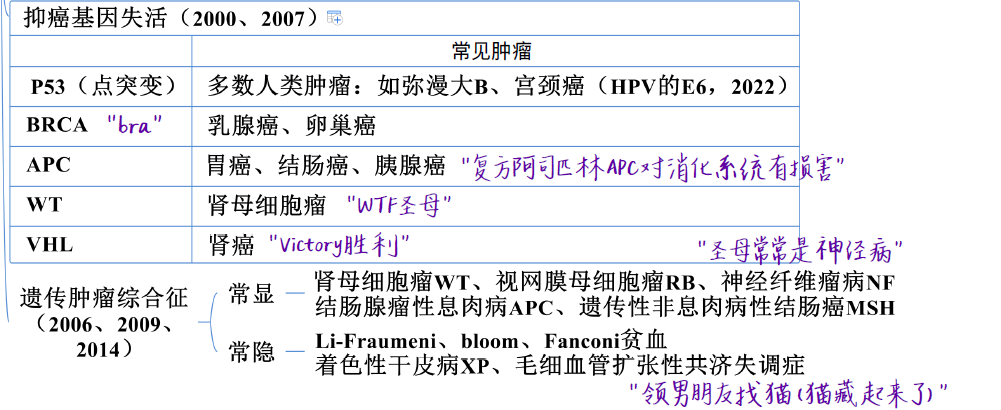 抑癌基因失活（2000、2007）
常见肿瘤
P53（点突变） 多数人类肿瘤：如弥漫大B、宫颈癌（HPV的E6，2022）
BRCA "bra" 乳腺癌、卵巢癌
APC 胃癌、结肠癌、胰腺癌 "复方阿司匹林APC对消化系统有损害"
WT 肾母细胞瘤 "WTF圣母"
VHL 肾癌 "Victory胜利" "圣母常常是神经病"
遗传肿瘤综合征
（2006、2009、
2014）
常显
肾母细胞瘤WT、视网膜母细胞瘤RB、神经纤维瘤病NF
结肠腺瘤性息肉病APC、遗传性非息肉病性结肠癌MSH
常隐
Li-Fraumeni、bloom、Fanconi贫血
着色性干皮病XP、毛细血管扩张性共济失调症
"领男朋友找猫(猫藏起来了)"